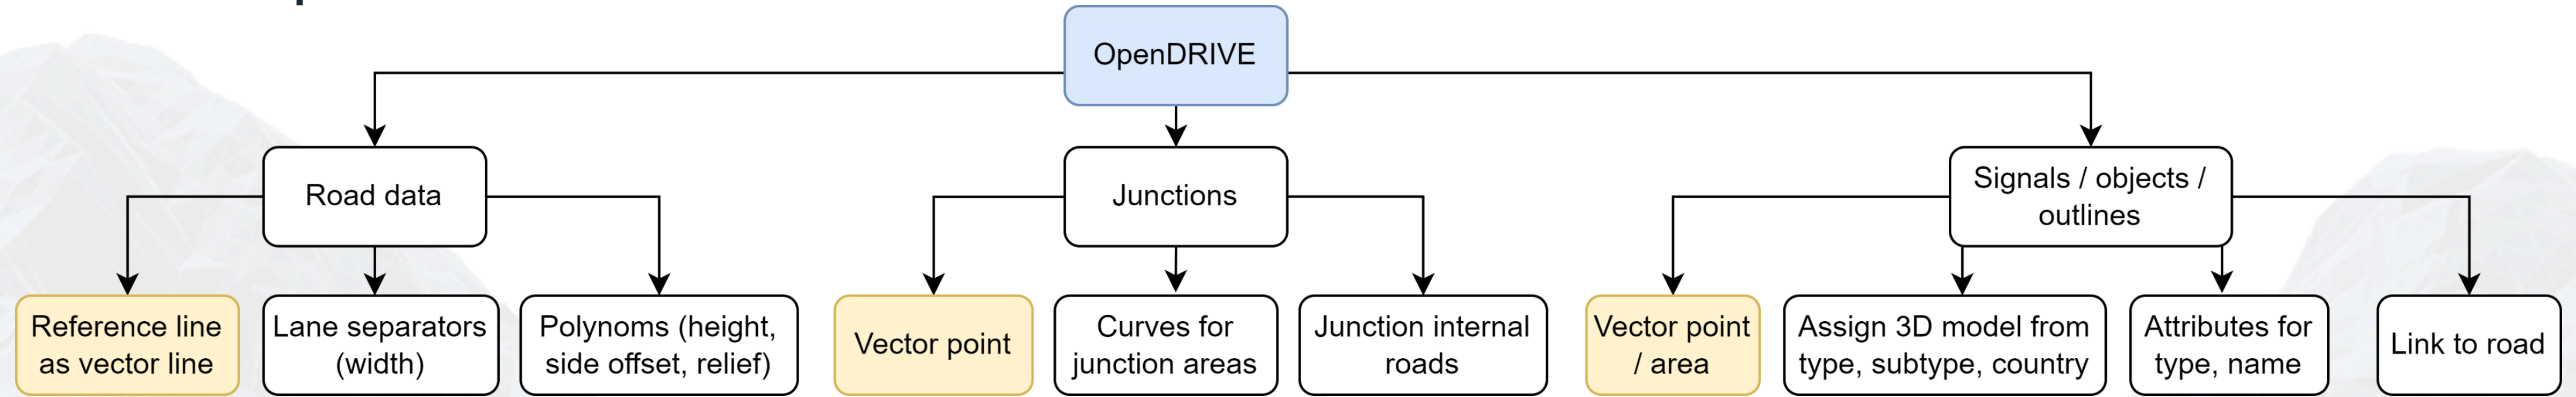 OpenDRIVE
Road data
Junctions
Signals / objects /
outlines
Reference line
as vector line
Lane separators
(width)
Polynoms (height,
side offset, relief)
Vector point
Curves for
junction areas
Junction internal
roads
Vector point
/ area
Assign 3D model from
type, subtype, country
Attributes for
type, name
Link to road